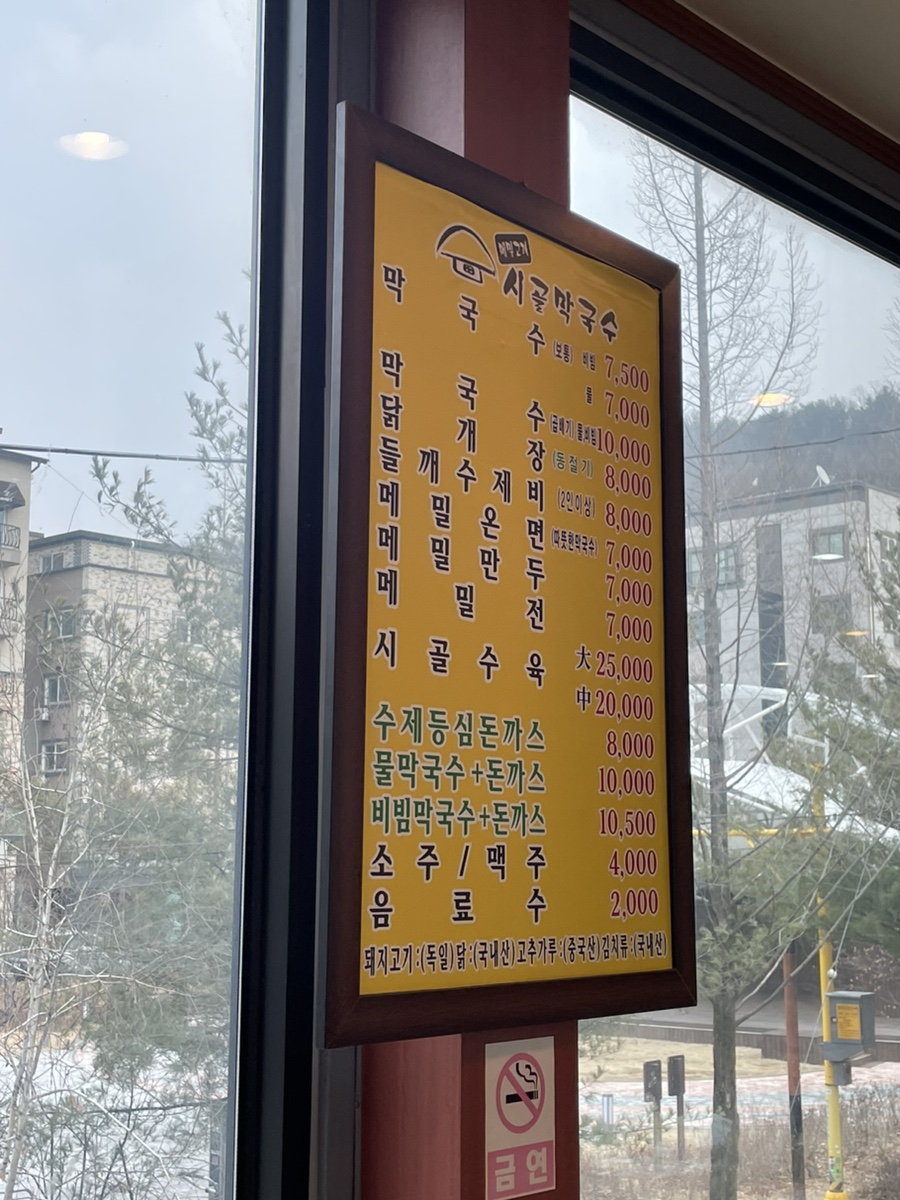 메밀고개
시골막국수
막국수 (보통) 비빔 7,500
물 7,000
막국수 (곱빼기) 물,비빔 10,000
닭개장 (동절기) 8,000
들깨수제비 (2인이상) 8,000
메밀온면 (따뜻한막국수) 7,000
메밀만두 7,000
메밀전 7,000
시골수육 大 25,000
中 20,000
수제등심돈까스 8,000
물막국수+돈까스 10,000
비빔막국수+돈까스 10,500
소주/맥주 4,000
음료수 2,000
돼지고기:(독일)닭:(국내산)고추가루:(중국산)김치류:(국내산)
금연